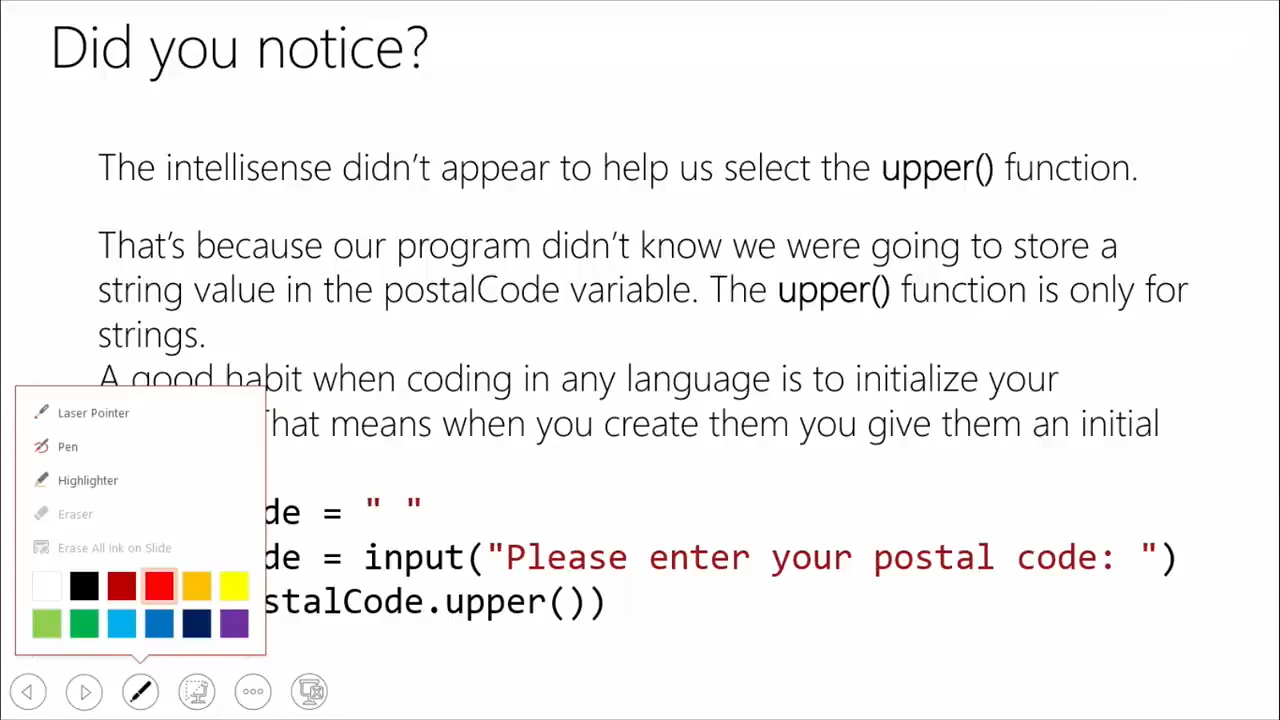 Did you notice?
The intellisense didn't appear to help us select the upper() function.
That's because our program didn't know we were going to store a
string value in the postalCode variable. The upper() function is only for
strings.
A good habit when coding in any language is to initialize your
That means when you create them you give them an initial
de = " "
de = input("Please enter your postal code: ")
stalCode.upper())
Laser Pointer
Pen
Highlighter
Eraser
Erase All Ink on Slide